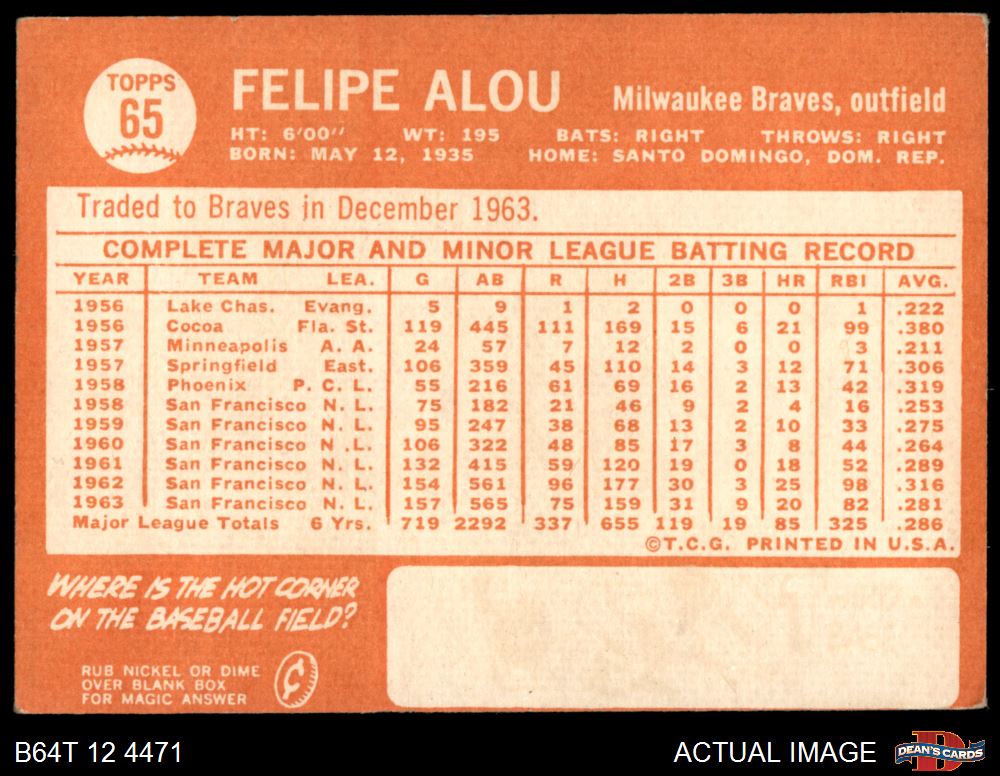 TOPPS
65
FELIPE ALOU Milwaukee Braves, outfield
HT: 6'00" WT: 195 BATS: RIGHT THROWS: RIGHT
BORN: MAY 12, 1935 HOME: SANTO DOMINGO, DOM. REP.
Traded to Braves in December 1963.
COMPLETE MAJOR AND MINOR LEAGUE BATTING RECORD
YEAR TEAM LEA. G AB R H 2B 3B HR RBI AVG.
1956 Lake Chas. Evang. 5 9 1 2 0 0 0 1 .222
1956 Cocoa Fla. St. 119 445 111 169 15 6 21 99 .380
1957 Minneapolis A. A. 24 57 7 12 2 0 0 3 .211
1957 Springfield East. 106 359 45 110 14 3 12 71 .306
1958 Phoenix P. C. L. 55 216 61 69 16 2 13 42 .319
1958 San Francisco N. L. 75 182 21 46 9 2 4 16 .253
1959 San Francisco N. L. 95 247 38 68 13 2 10 33 .275
1960 San Francisco N .L. 106 322 48 85 17 3 8 44 .264
1961 San Francisco N. L. 132 415 59 120 19 0 18 52 .289
1962 San Francisco N. L. 154 561 96 177 30 3 25 98 .316
1963 San Francisco N. L. 157 565 75 159 31 9 20 82 .281
Major League Totals 6 Yrs. 719 2292 337 655 119 19 85 325 .286
©T.C.G. PRINTED IN U.S.A.
WHERE IS THE HOT CORNER
ON THE BASEBALL FIELD?
RUB NICKEL OR DIME
OVER BLANK BOX
FOR MAGIC ANSWER
¢
B64T 12 4471 ACTUAL IMAGE DEAN'S CARDS